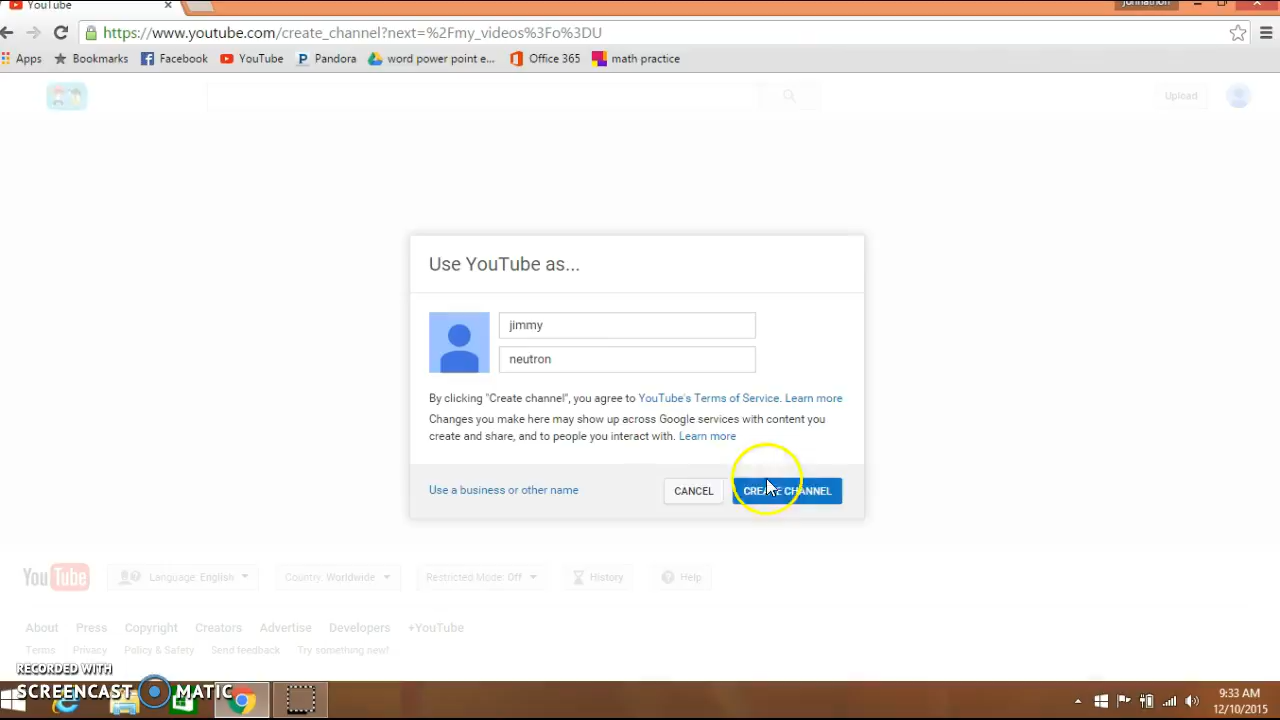 YouTube
johnathon
https://www.youtube.com/create_channel?next=%2Fmy_videos%3Fo%3DU
Apps Bookmarks Facebook YouTube Pandora word power point e... Office 365 math practice
Upload
Use YouTube as...
jimmy
neutron
By clicking "Create channel", you agree to YouTube's Terms of Service. Learn more
Changes you make here may show up across Google services with content you
create and share, and to people you interact with. Learn more
Use a business or other name CANCEL CREATE CHANNEL
YouTube Language: English Country: Worldwide Restricted Mode: Off History Help
About Press Copyright Creators Advertise Developers +YouTube
Terms Privacy Policy & Safety Send feedback Try something new!
RECORDED WITH
SCREENCAST MATIC
9:33 AM
12/10/2015